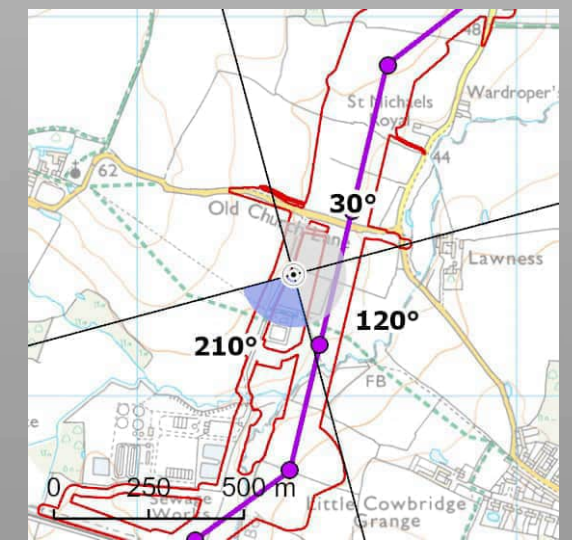 48
Wardroper's
St Michaels
Royal
44
62
30°
Old Church Lane
Lawness
120°
210°
FB
0 250 500 m
Sewage
Works
Little Cowbridge
Grange